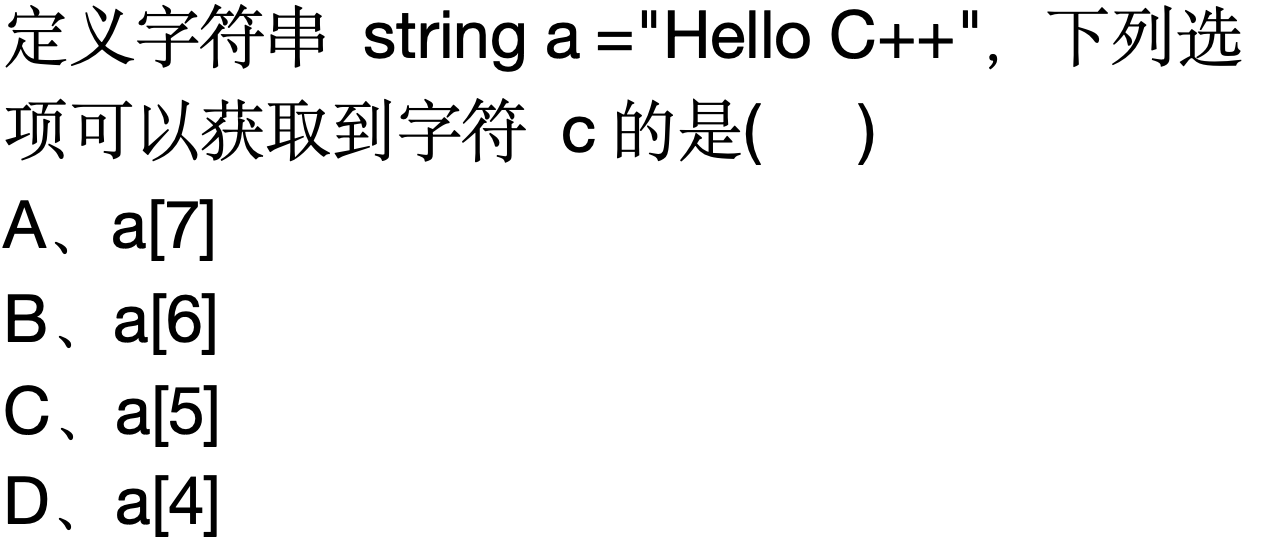 定义字符串 string a ="Hello C++"，下列选
项可以获取到字符 c 的是(     )
A、a[7]
B、a[6]
C、a[5]
D、a[4]